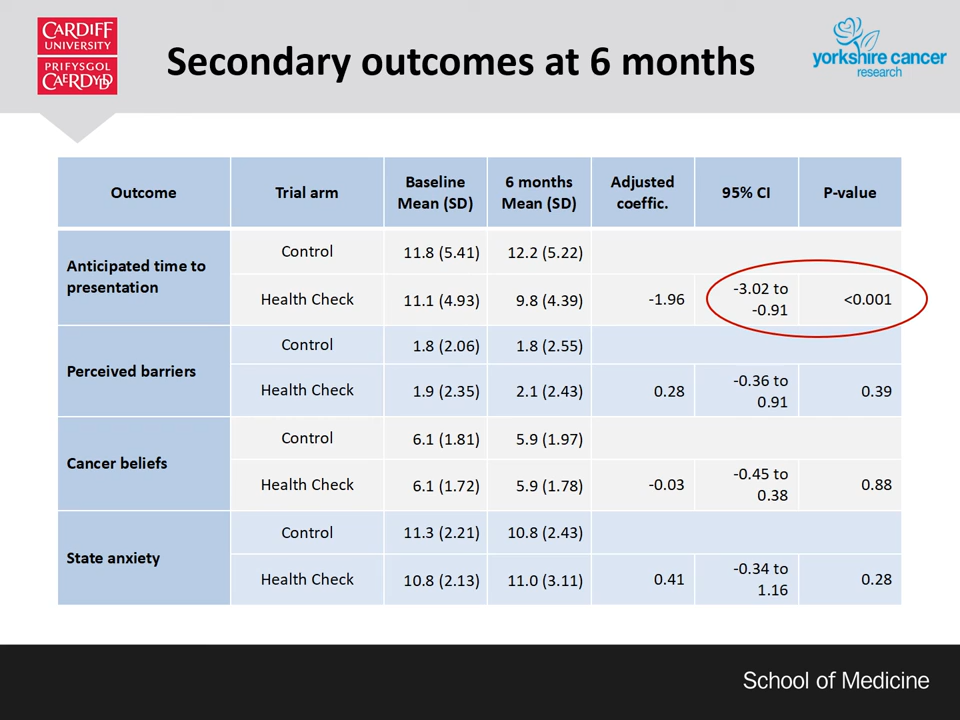 CARDIFF
UNIVERSITY
PRIFYSGOL
CAERDYDD
Secondary outcomes at 6 months
yorkshire cancer
research
Outcome
Trial arm
Baseline
Mean (SD)
6 months
Mean (SD)
Adjusted
coeffic.
95% CI
P-value
Anticipated time to
presentation
Control
11.8 (5.41)
12.2 (5.22)
Health Check
11.1 (4.93)
9.8 (4.39)
-1.96
-3.02 to
-0.91
<0.001
Perceived barriers
Control
1.8 (2.06)
1.8 (2.55)
Health Check
1.9 (2.35)
2.1 (2.43)
0.28
-0.36 to
0.91
0.39
Cancer beliefs
Control
6.1 (1.81)
5.9 (1.97)
Health Check
6.1 (1.72)
5.9 (1.78)
-0.03
-0.45 to
0.38
0.88
State anxiety
Control
11.3 (2.21)
10.8 (2.43)
Health Check
10.8 (2.13)
11.0 (3.11)
0.41
-0.34 to
1.16
0.28
School of Medicine